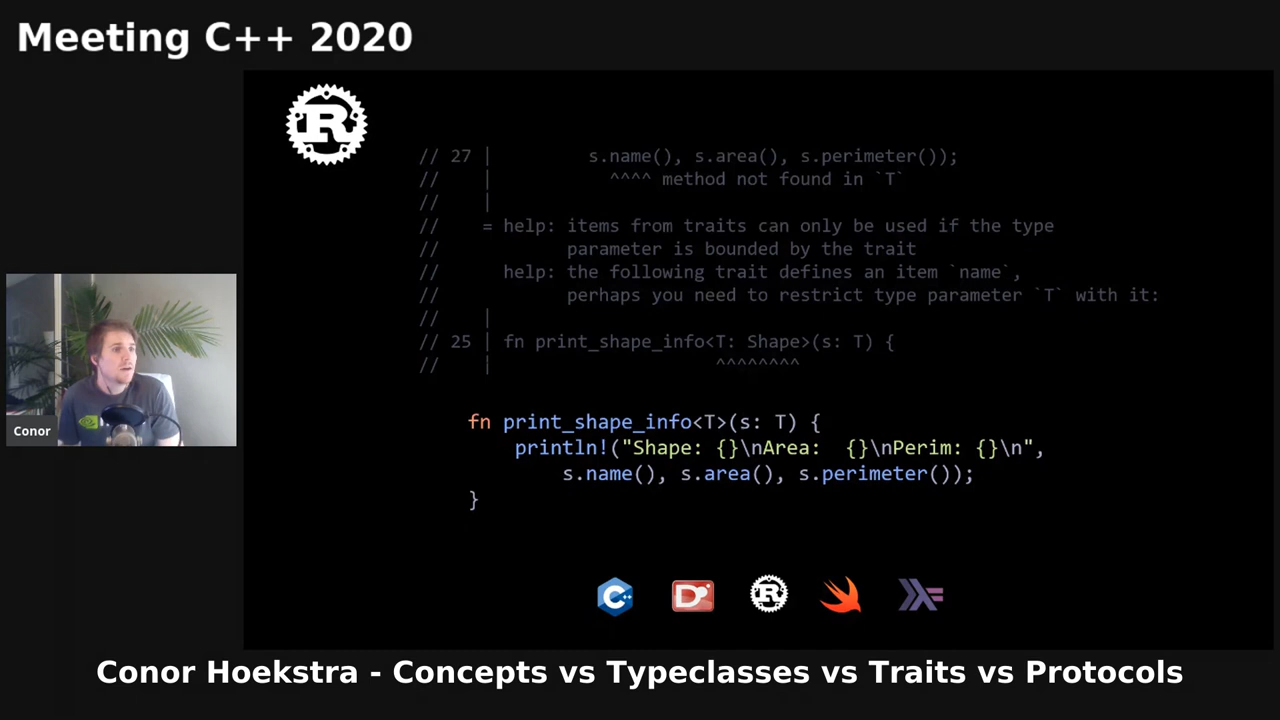 Meeting C++ 2020
R
// 27 |         s.name(), s.area(), s.perimeter());
//    |           ^^^^ method not found in `T`
//    |
//    = help: items from traits can only be used if the type
//            parameter is bounded by the trait
//      help: the following trait defines an item `name`,
//            perhaps you need to restrict type parameter `T` with it:
//    |
// 25 | fn print_shape_info<T: Shape>(s: T) {
//    |                     ^^^^^^^^
fn print_shape_info<T>(s: T) {
    println!("Shape: {}\nArea:  {}\nPerim: {}\n",
        s.name(), s.area(), s.perimeter());
}
Conor
C++ D R
Conor Hoekstra - Concepts vs Typeclasses vs Traits vs Protocols